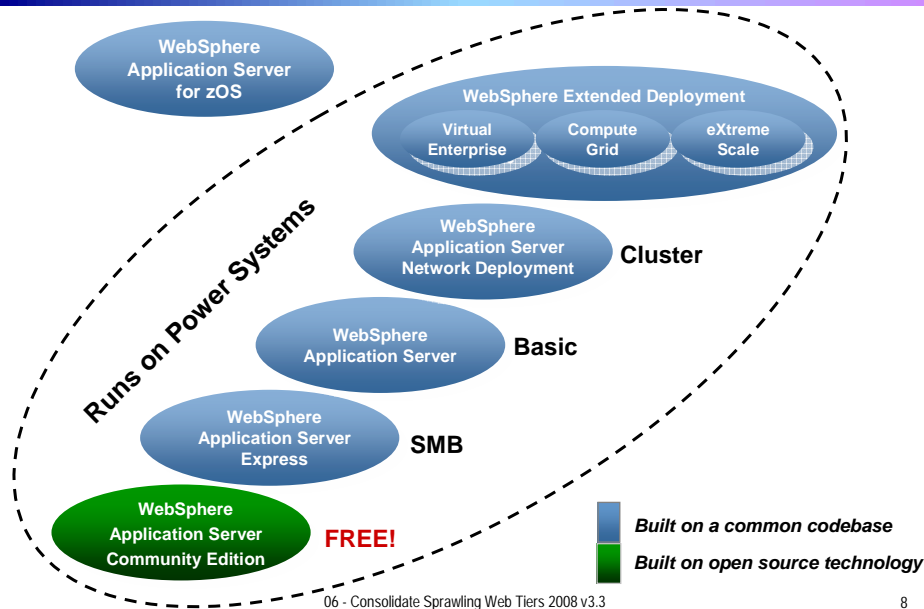 WebSphere
Application Server
for zOS
WebSphere Extended Deployment
Virtual
Enterprise
Compute
Grid
eXtreme
Scale
Runs on Power Systems
WebSphere
Application Server
Network Deployment
Cluster
WebSphere
Application Server
Basic
WebSphere
Application Server
Express
SMB
WebSphere
Application Server
Community Edition
FREE!
Built on a common codebase
Built on open source technology
06 - Consolidate Sprawling Web Tiers 2008 v3.3
8